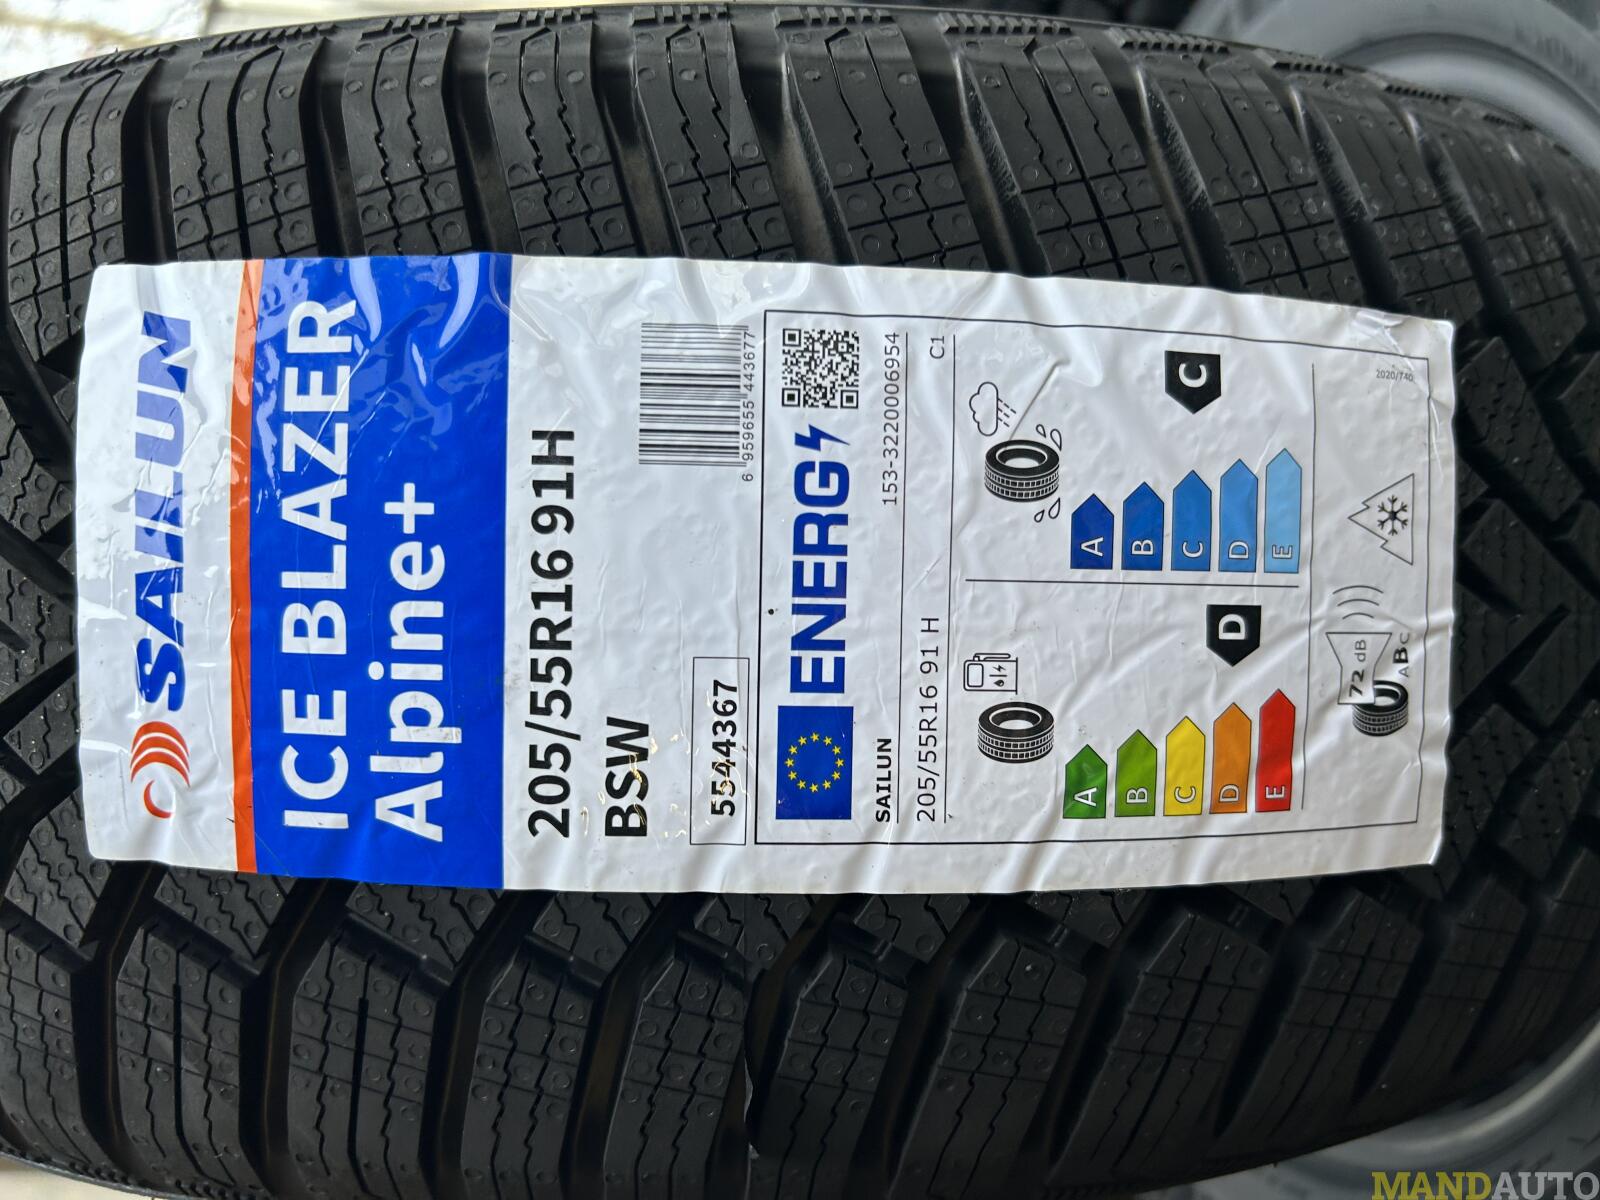 SAILUN
ICE BLAZER
Alpine+
205/55R16 91H
BSW
6 959655 443677
5544367
ENERG
SAILUN
153-3220006954
205/55R16 91 H
C1
A
B
C
D
E
D
A
B
C
D
E
C
72 dB
ABC
2020/740
MANDAUTO